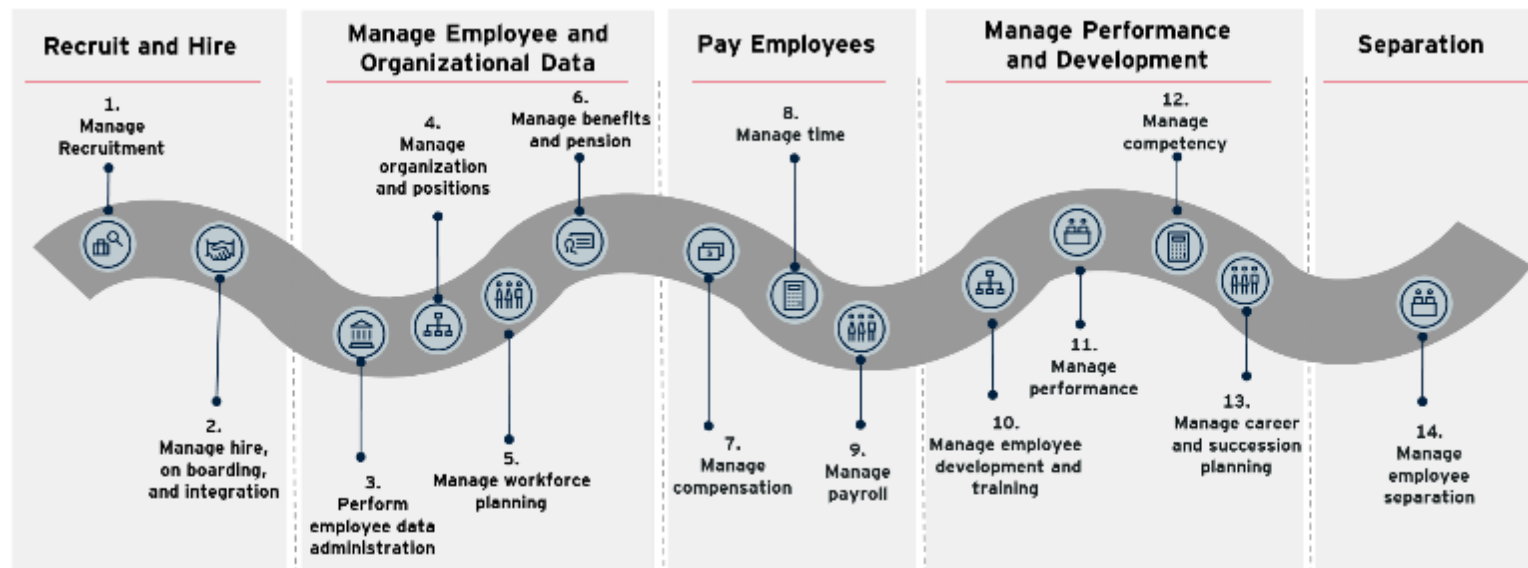 Recruit and Hire
1.
Manage
Recruitment
2.
Manage hire,
on boarding,
and integration
Manage Employee and
Organizational Data
3.
Perform
employee data
administration
4.
Manage
organization
and positions
5.
Manage workforce
planning
6.
Manage benefits
and pension
Pay Employees
7.
Manage
compensation
8.
Manage time
9.
Manage
payroll
Manage Performance
and Development
10.
Manage employee
development and
training
11.
Manage
performance
12.
Manage
competency
13.
Manage career
and succession
planning
Separation
14.
Manage
employee
separation